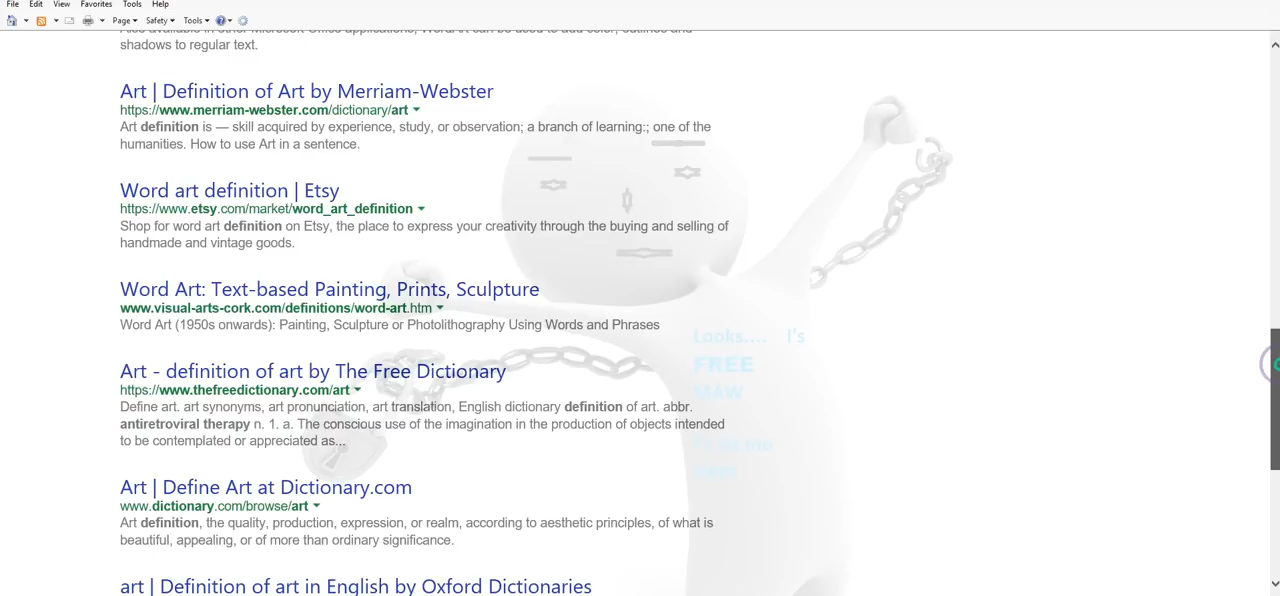 File Edit View Favorites Tools Help
Page Safety Tools
Also available in other Microsoft Office applications, WordArt can be used to add color, outlines and
shadows to regular text.
Art | Definition of Art by Merriam-Webster
https://www.merriam-webster.com/dictionary/art
Art definition is — skill acquired by experience, study, or observation; a branch of learning:; one of the
humanities. How to use Art in a sentence.
Word art definition | Etsy
https://www.etsy.com/market/word_art_definition
Shop for word art definition on Etsy, the place to express your creativity through the buying and selling of
handmade and vintage goods.
Word Art: Text-based Painting, Prints, Sculpture
www.visual-arts-cork.com/definitions/word-art.htm
Word Art (1950s onwards): Painting, Sculpture or Photolithography Using Words and Phrases
Looks.... I's
FREE
MAW
Art - definition of art by The Free Dictionary
https://www.thefreedictionary.com/art
Define art. art synonyms, art pronunciation, art translation, English dictionary definition of art. abbr.
antiretroviral therapy n. 1. a. The conscious use of the imagination in the production of objects intended
to be contemplated or appreciated as...
Art | Define Art at Dictionary.com
www.dictionary.com/browse/art
Art definition, the quality, production, expression, or realm, according to aesthetic principles, of what is
beautiful, appealing, or of more than ordinary significance.
art | Definition of art in English by Oxford Dictionaries